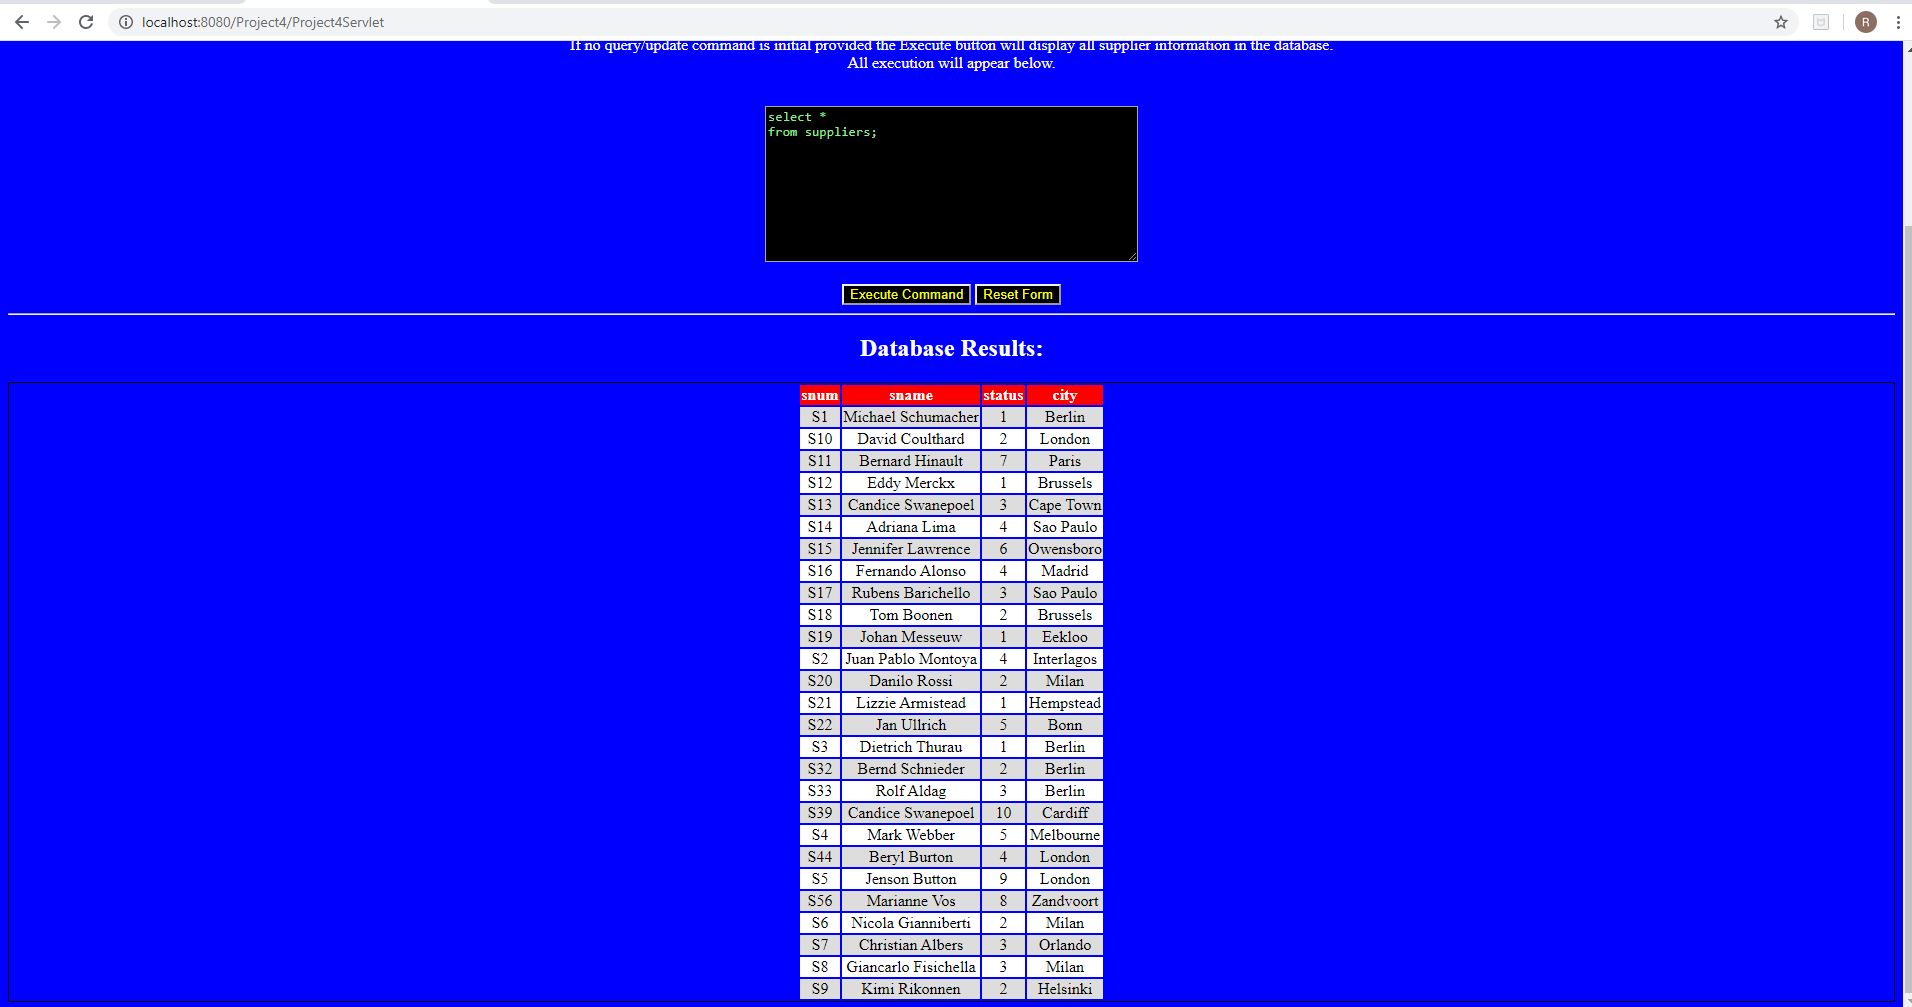 localhost:8080/Project4/Project4Servlet
R
If no query/update command is initial provided the Execute button will display all supplier information in the database.
All execution will appear below.
select *
from suppliers;
Execute Command Reset Form
Database Results:
snum sname status city
S1 Michael Schumacher 1 Berlin
S10 David Coulthard 2 London
S11 Bernard Hinault 7 Paris
S12 Eddy Merckx 1 Brussels
S13 Candice Swanepoel 3 Cape Town
S14 Adriana Lima 4 Sao Paulo
S15 Jennifer Lawrence 6 Owensboro
S16 Fernando Alonso 4 Madrid
S17 Rubens Barichello 3 Sao Paulo
S18 Tom Boonen 2 Brussels
S19 Johan Messeuw 1 Eekloo
S2 Juan Pablo Montoya 4 Interlagos
S20 Danilo Rossi 2 Milan
S21 Lizzie Armistead 1 Hempstead
S22 Jan Ullrich 5 Bonn
S3 Dietrich Thurau 1 Berlin
S32 Bernd Schnieder 2 Berlin
S33 Rolf Aldag 3 Berlin
S39 Candice Swanepoel 10 Cardiff
S4 Mark Webber 5 Melbourne
S44 Beryl Burton 4 London
S5 Jenson Button 9 London
S56 Marianne Vos 8 Zandvoort
S6 Nicola Gianniberti 2 Milan
S7 Christian Albers 3 Orlando
S8 Giancarlo Fisichella 3 Milan
S9 Kimi Rikonnen 2 Helsinki